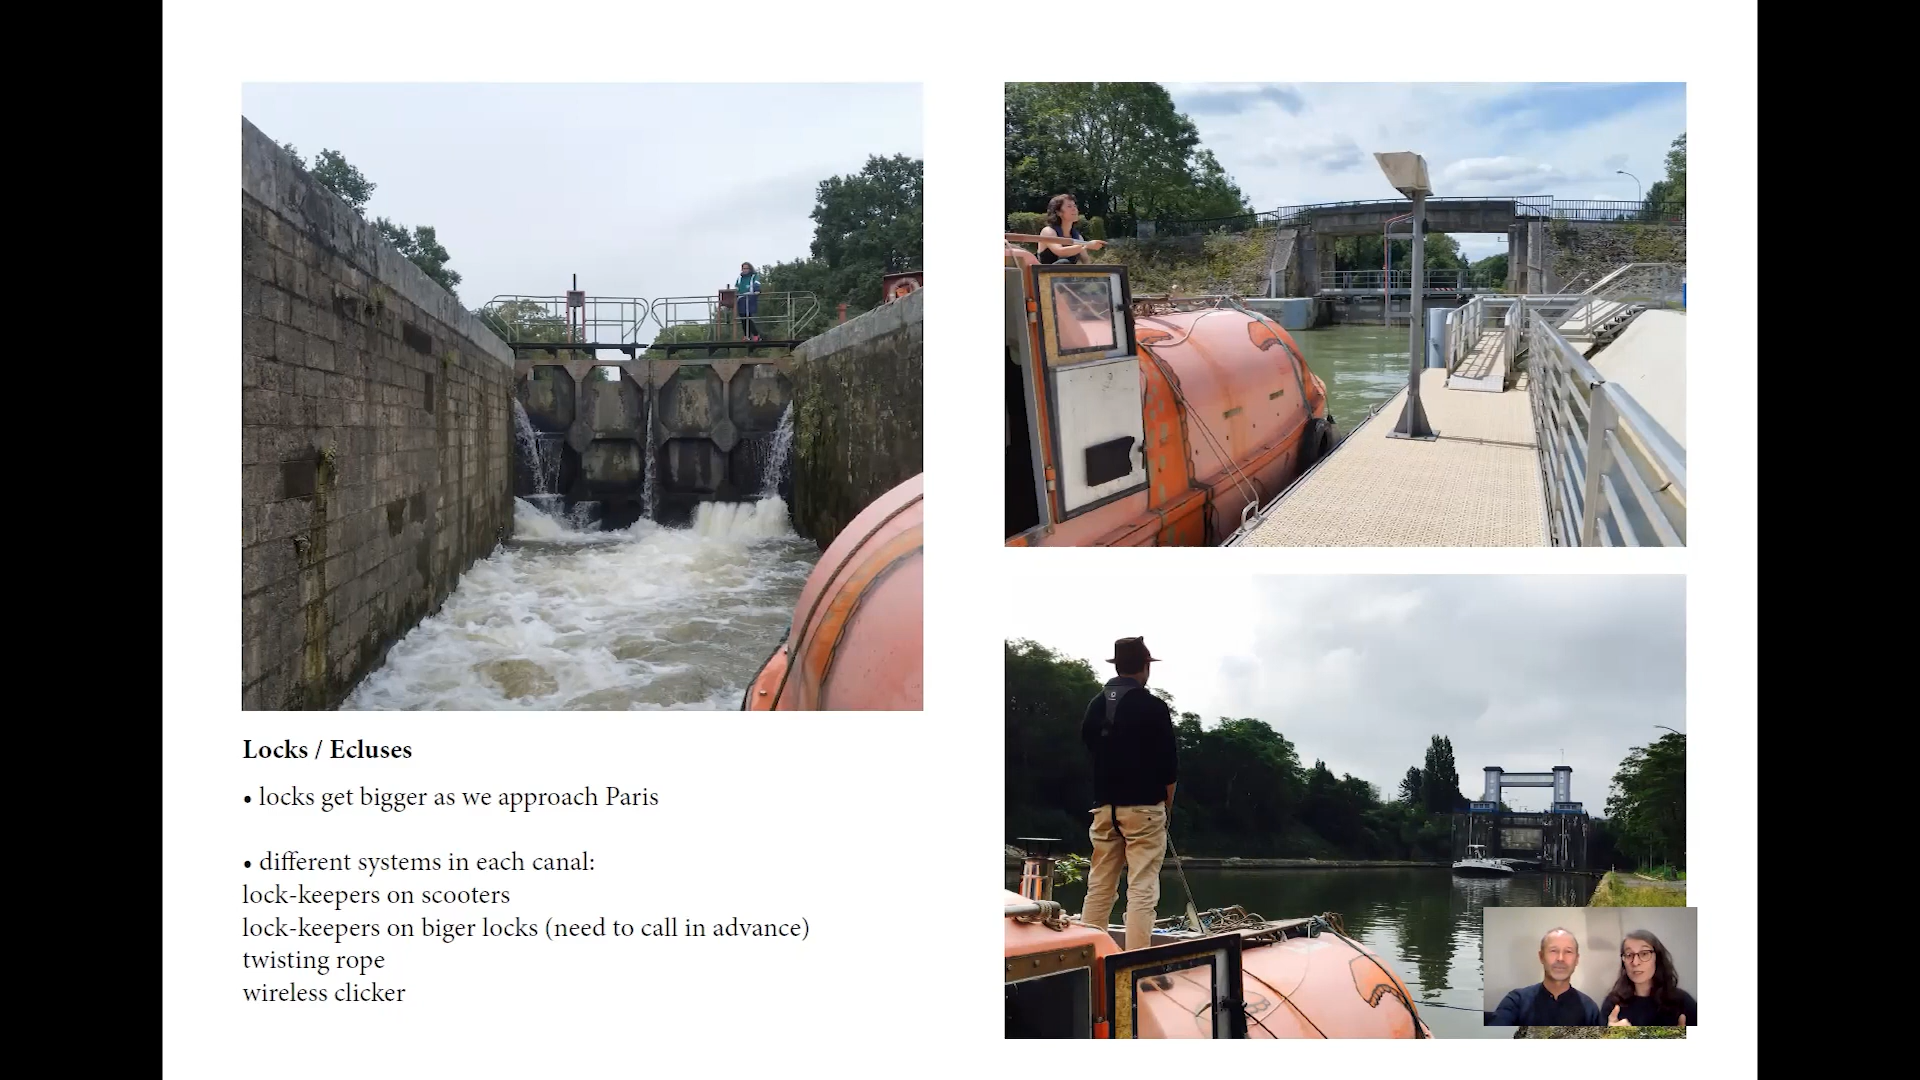 Locks / Ecluses
• locks get bigger as we approach Paris
• different systems in each canal:
lock-keepers on scooters
lock-keepers on biger locks (need to call in advance)
twisting rope
wireless clicker